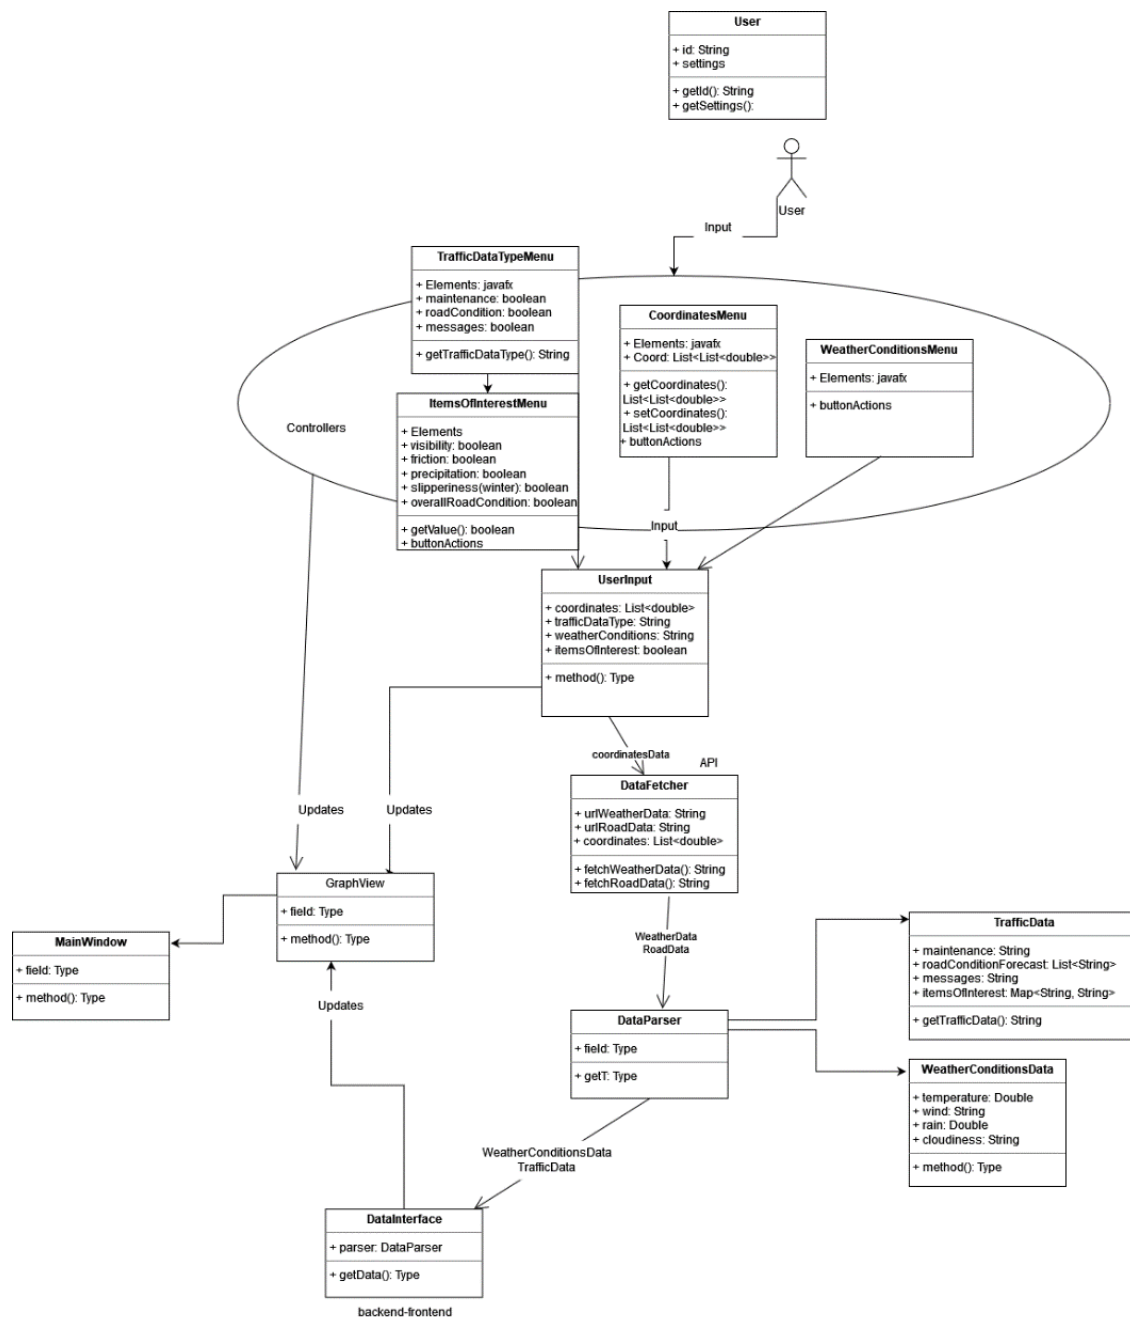 User
+ id: String
+ settings
+ getId(): String
+ getSettings():
User
Input
TrafficDataTypeMenu
+ Elements: javafx
+ maintenance: boolean
+ roadCondition: boolean
+ messages: boolean
+ getTrafficDataType(): String
CoordinatesMenu
+ Elements: javafx
+ Coord: List<List<double>>
+ getCoordinates():
List<List<double>>
+ setCoordinates():
List<List<double>>
+ buttonActions
WeatherConditionsMenu
+ Elements: javafx
+ buttonActions
Controllers
ItemsOfInterestMenu
+ Elements
+ visibility: boolean
+ friction: boolean
+ precipitation: boolean
+ slipperiness(winter): boolean
+ overallRoadCondition: boolean
+ getValue(): boolean
+ buttonActions
Input
UserInput
+ coordinates: List<double>
+ trafficDataType: String
+ weatherConditions: String
+ itemsOfInterest: boolean
+ method(): Type
coordinatesData
API
DataFetcher
+ urlWeatherData: String
+ urlRoadData: String
+ coordinates: List<double>
+ fetchWeatherData(): String
+ fetchRoadData(): String
Updates
Updates
GraphView
+ field: Type
+ method(): Type
MainWindow
+ field: Type
+ method(): Type
WeatherData
RoadData
Updates
DataParser
+ field: Type
+ getT: Type
TrafficData
+ maintenance: String
+ roadConditionForecast: List<String>
+ messages: String
+ itemsOfInterest: Map<String, String>
+ getTrafficData(): String
WeatherConditionsData
+ temperature: Double
+ wind: String
+ rain: Double
+ cloudiness: String
+ method(): Type
WeatherConditionsData
TrafficData
DataInterface
+ parser: DataParser
+ getData(): Type
backend-frontend